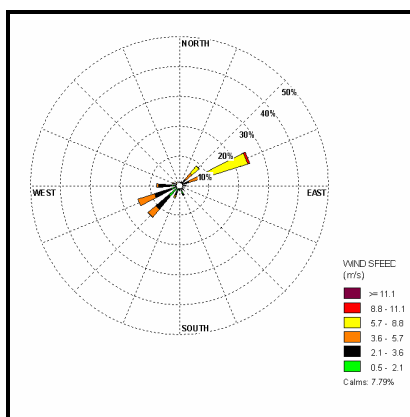 NORTH
50%
40%
30%
20%
10%
WEST
EAST
SOUTH
WIND SPEED
(m/s)
>= 11.1
8.8 - 11.1
5.7 - 8.8
3.6 - 5.7
2.1 - 3.6
0.5 - 2.1
Calms: 7.79%